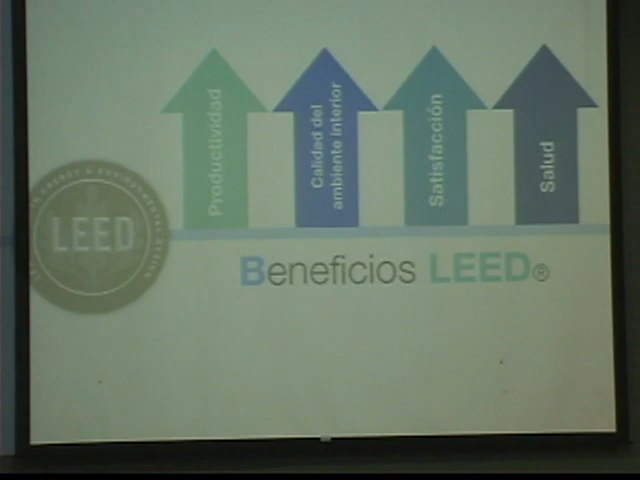 Productividad
Calidad del
ambiente interior
Satisfacción
Salud
LEED
Beneficios LEED®